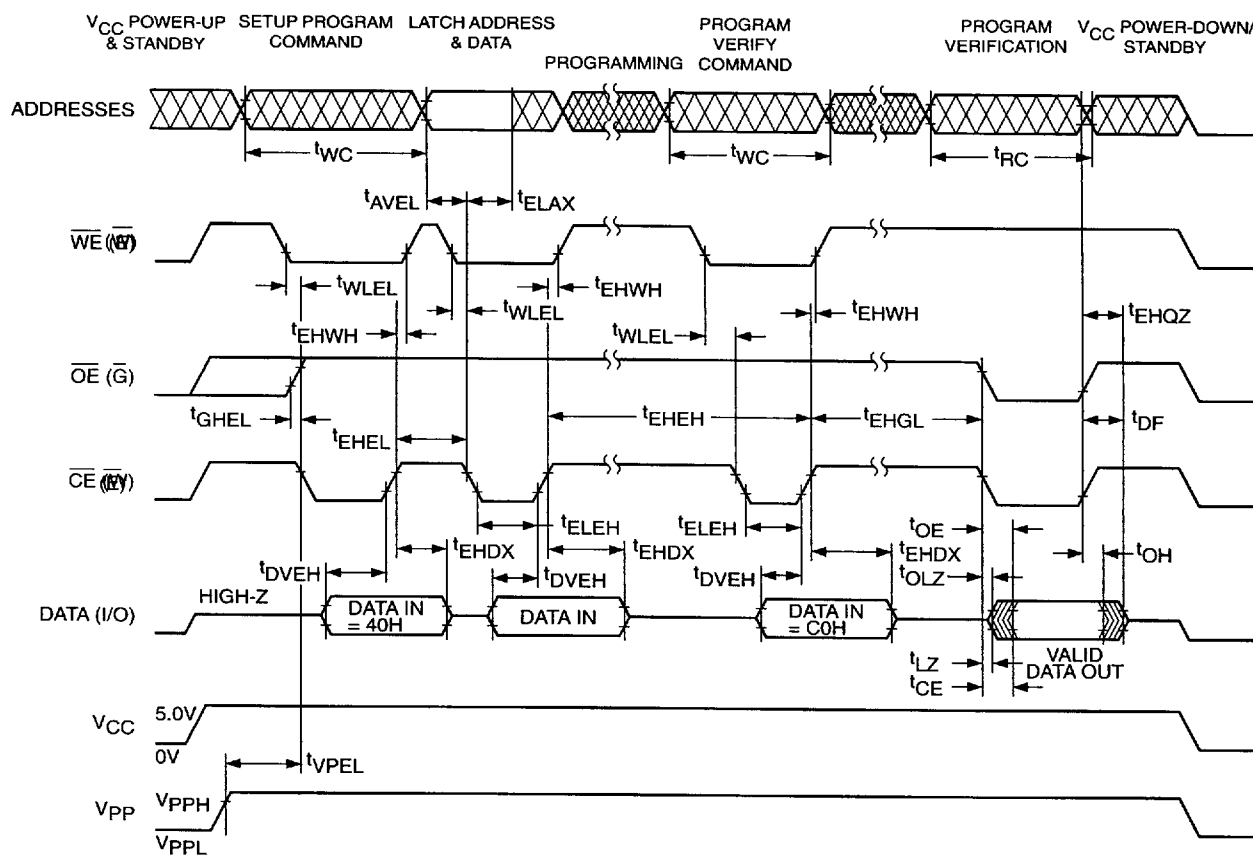 VCC POWER-UP & STANDBY
SETUP PROGRAM COMMAND
LATCH ADDRESS & DATA
PROGRAMMING
PROGRAM VERIFY COMMAND
PROGRAM VERIFICATION
VCC POWER-DOWN/ STANDBY
ADDRESSES
tWC
tWC
tRC
tAVEL
tELAX
WE
tWLEL
tEHWH
tWLEL
tEHWH
tWLEL
tEHWH
tEHQZ
OE (G)
tGHEL
tEHEL
tEHEH
tEHGL
tDF
CE
tELEH
tELEH
tOE
tDVEH
tEHDX
tDVEH
tEHDX
tDVEH
tEHDX
tOLZ
tOH
DATA (I/O)
HIGH-Z
DATA IN = 40H
DATA IN
DATA IN = C0H
tLZ
tCE
VALID DATA OUT
VCC
5.0V
0V
tVPEL
VPP
VPPH
VPPL